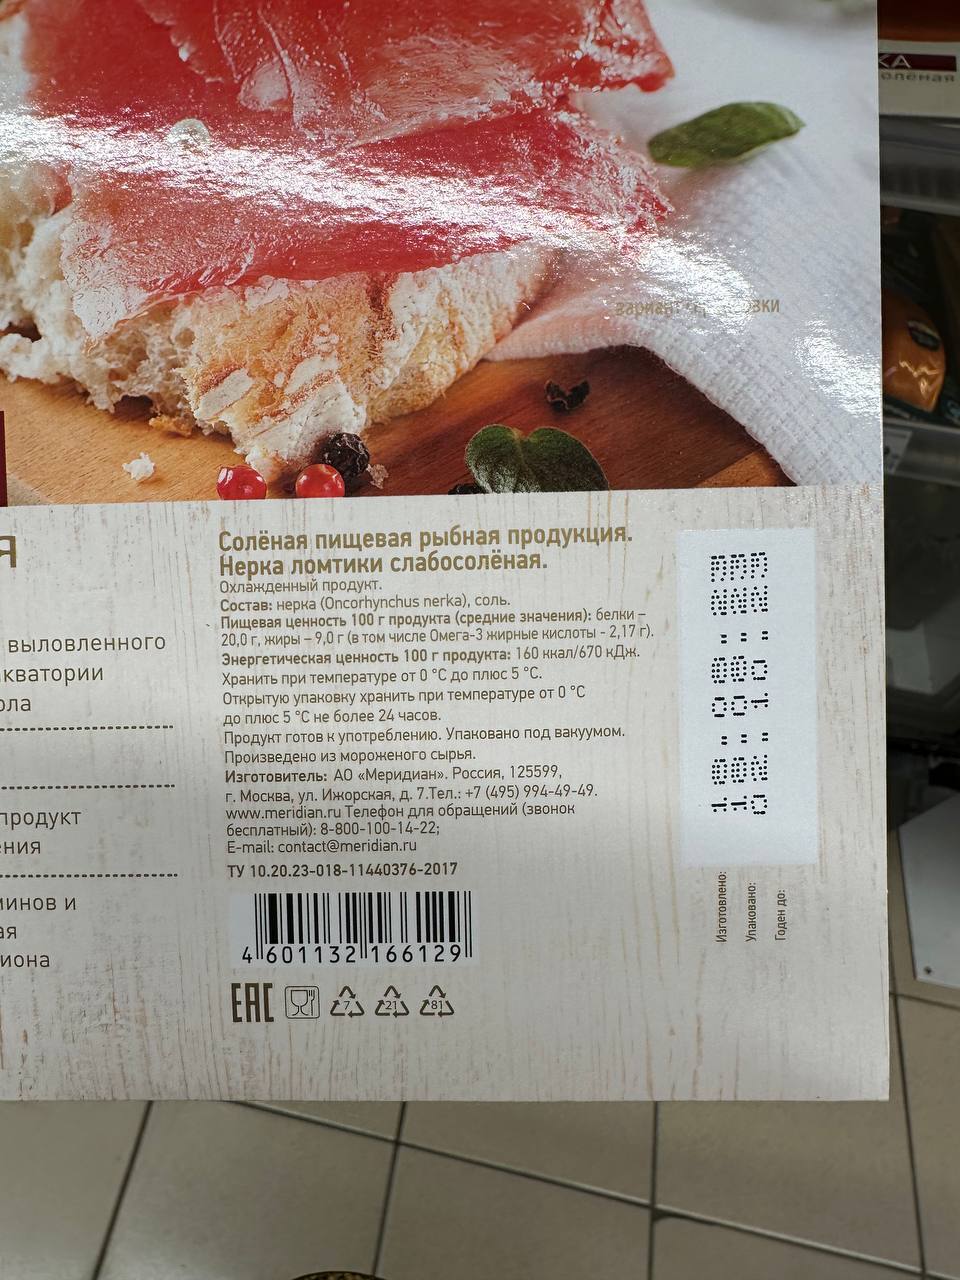 КА
вариант
я
выловленного
продукт
и
Солёная пищевая рыбная продукция.
Нерка ломтики слабосолёная.
Охлажденный продукт.
Состав: нерка (Oncorhynchus nerka), соль.
Пищевая ценность 100 г продукта (средние значения): белки –
20,0 г, жиры – 9,0 г (в том числе Омега-3 жирные кислоты - 2,17 г).
Энергетическая ценность 100 г продукта: 160 ккал/670 кДж.
Хранить при температуре от 0 °C до плюс 5 °C.
Открытую упаковку хранить при температуре от 0 °C
до плюс 5 °C не более 24 часов.
Продукт готов к употреблению. Упаковано под вакуумом.
Произведено из мороженого сырья.
Изготовитель: АО «Меридиан». Россия, 125599,
г. Москва, ул. Ижорская, д. 7.Тел.: +7 (495) 994-49-49.
www.meridian.ru Телефон для обращений (звонок
бесплатный): 8-800-100-14-22;
E-mail: contact@meridian.ru
ТУ 10.20.23-018-11440376-2017
4 601132 166129
EAC
7 21 81
Изготовлено:
Упаковано:
Годен до: